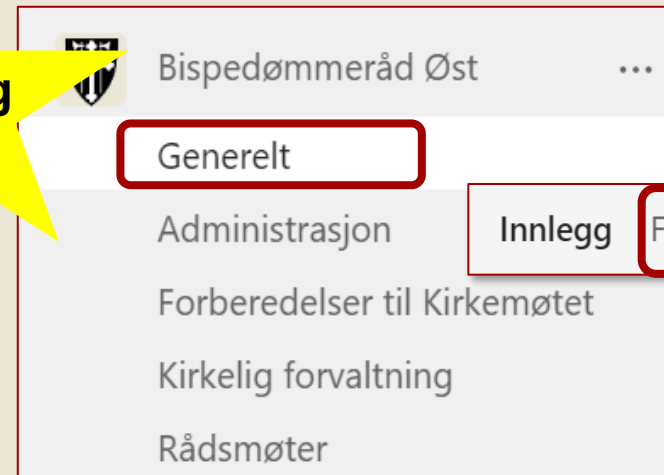 Bispedømmeråd Øst ...
Generelt
Administrasjon
Innlegg
Forberedelser til Kirkemøtet
Kirkelig forvaltning
Rådsmøter